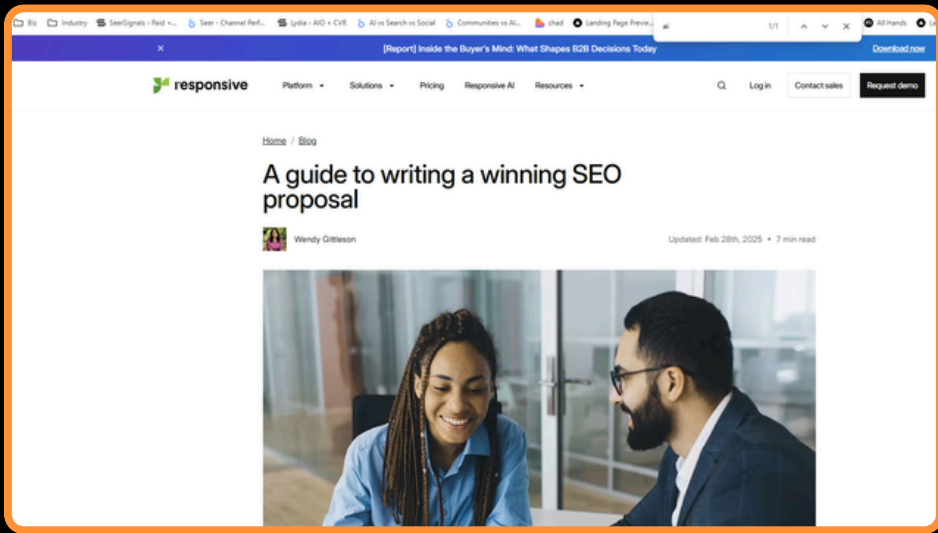 Biz Industry SeerSignals - Paid +... Seer - Channel Perf... Lydia - AIO + CVR AI vs Search vs Social Communities vs AI... chad Landing Page Previe... ai 1/1 All Hands
[Report] Inside the Buyer's Mind: What Shapes B2B Decisions Today Download now
responsive Platform Solutions Pricing Responsive AI Resources Log in Contact sales Request demo
Home / Blog
A guide to writing a winning SEO
proposal
Wendy Gittleson Updated: Feb 28th, 2025 • 7 min read